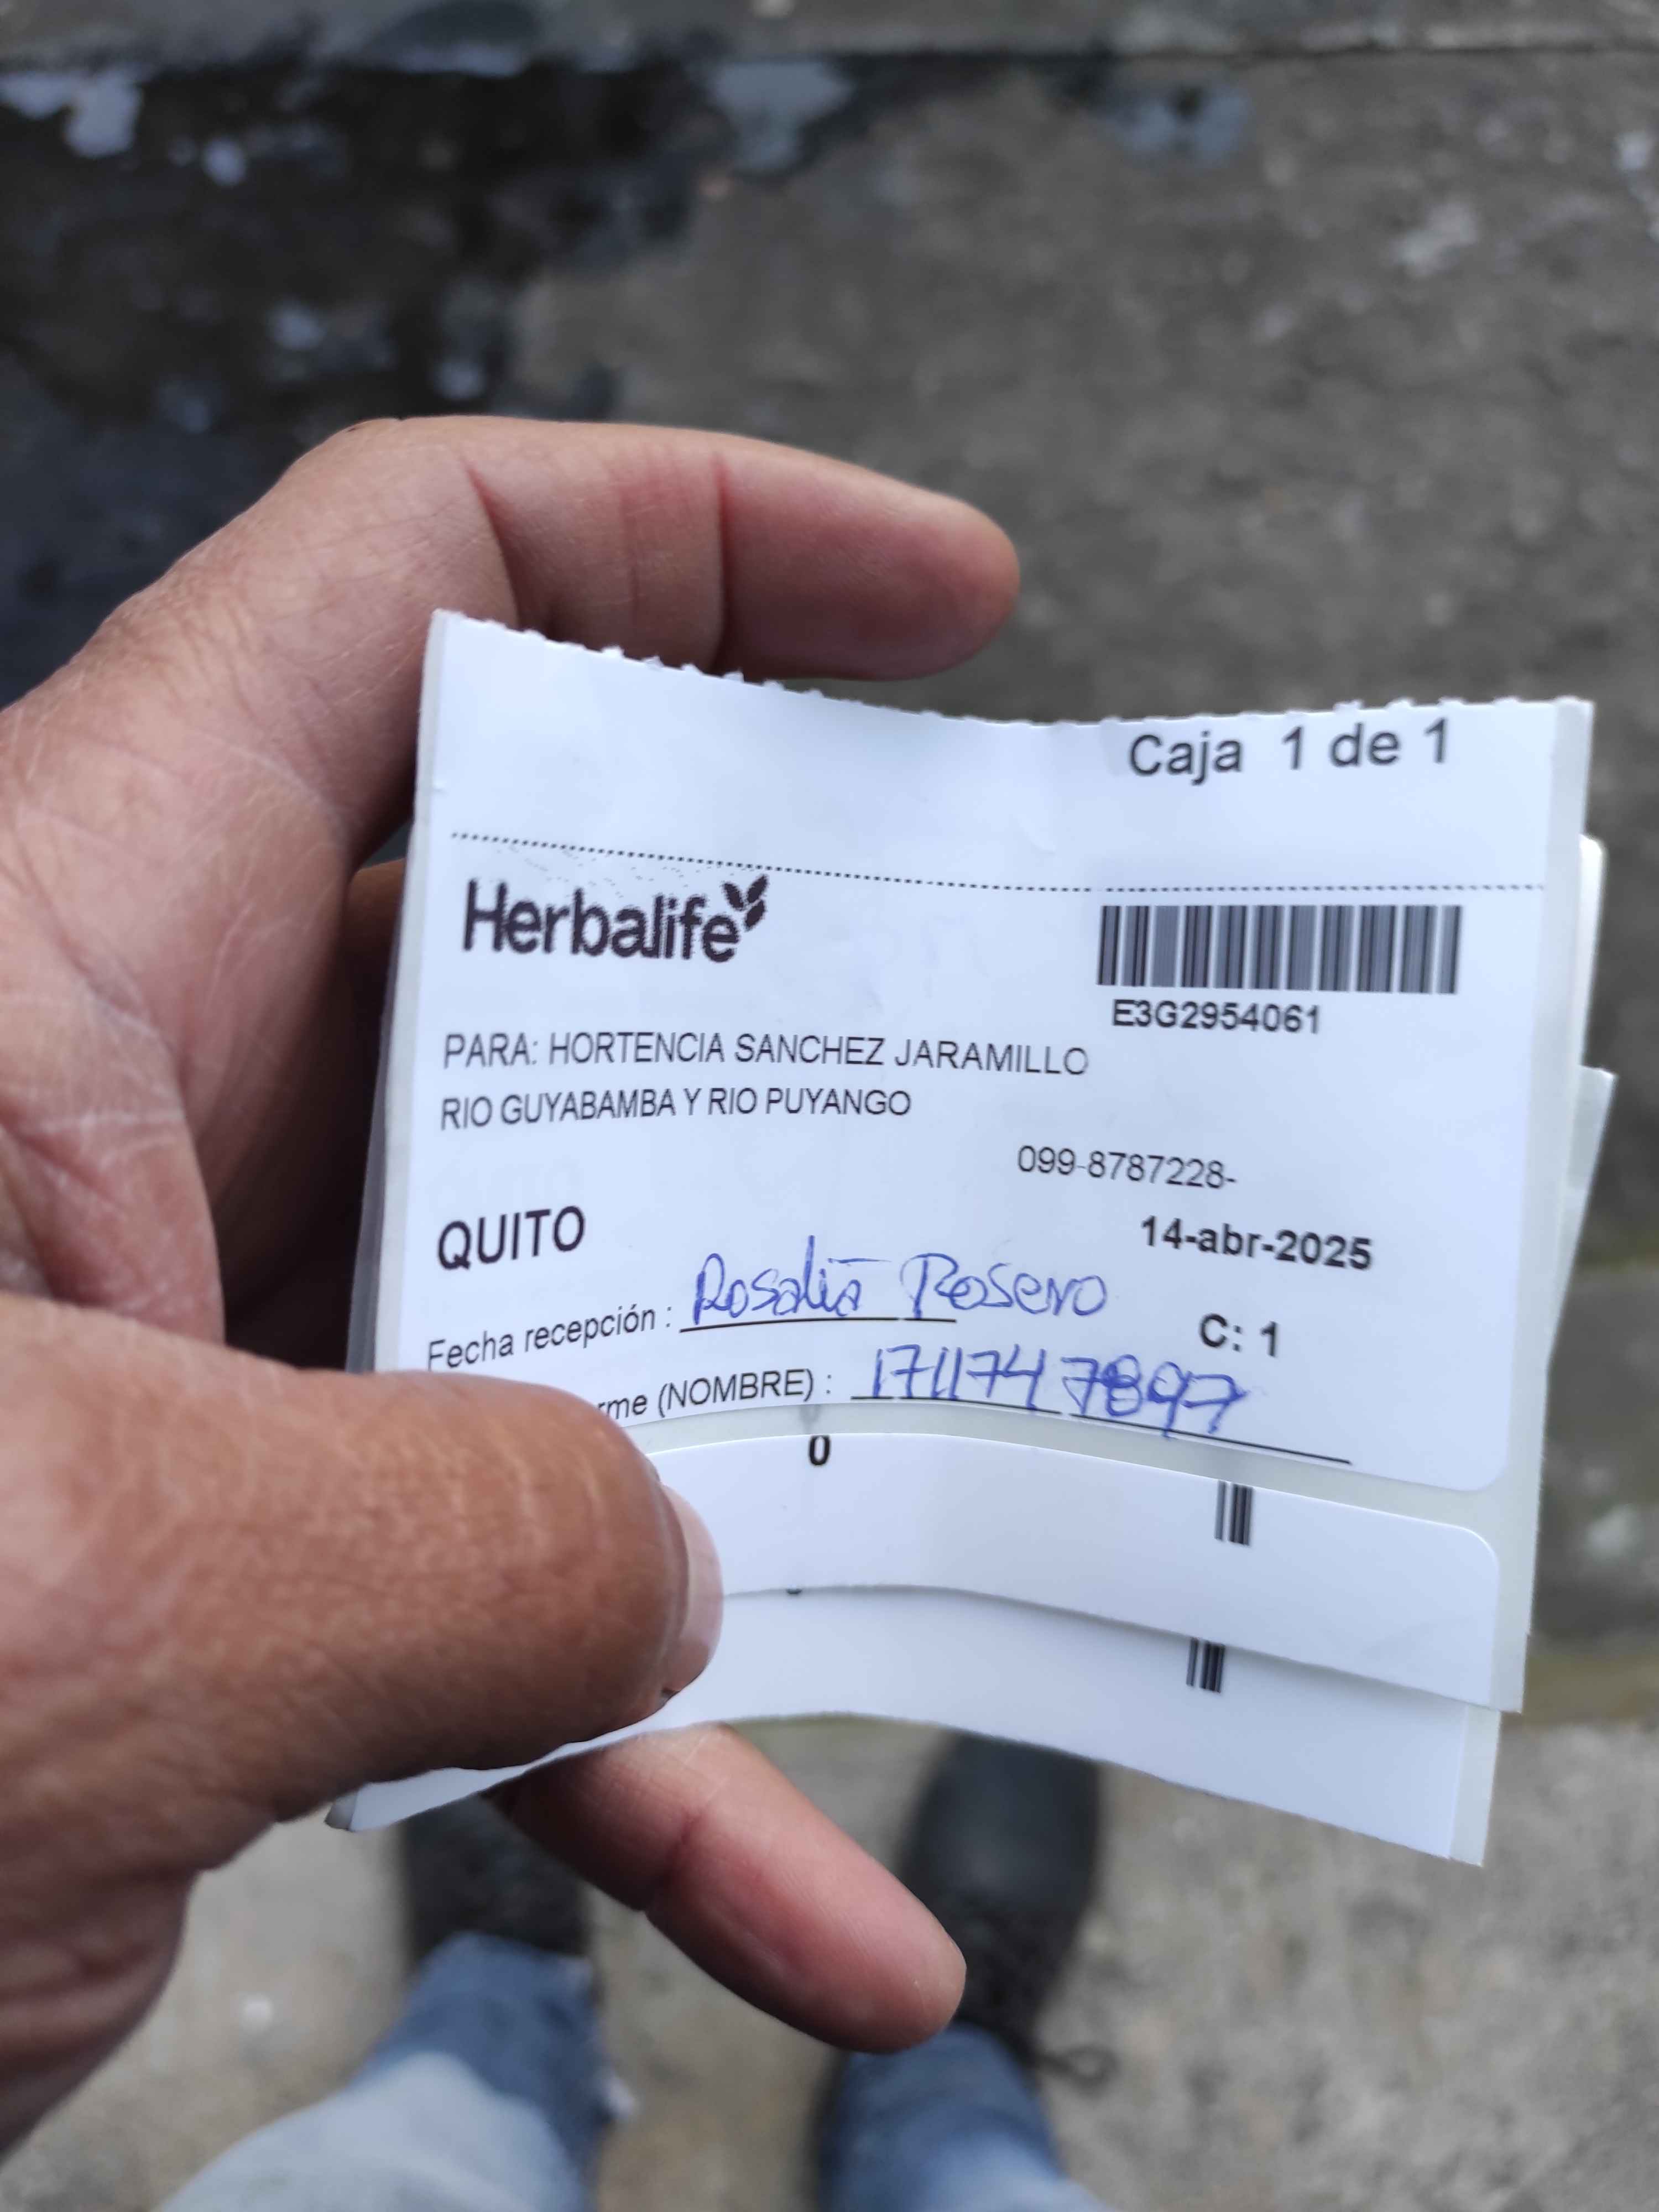 Caja 1 de 1
Herbalife
E3G2954061
PARA: HORTENCIA SANCHEZ JARAMILLO
RIO GUYABAMBA Y RIO PUYANGO
099-8787228-
QUITO
14-abr-2025
Fecha recepción : Rosalia Rosero
C: 1
rme (NOMBRE) : 1711747897
0